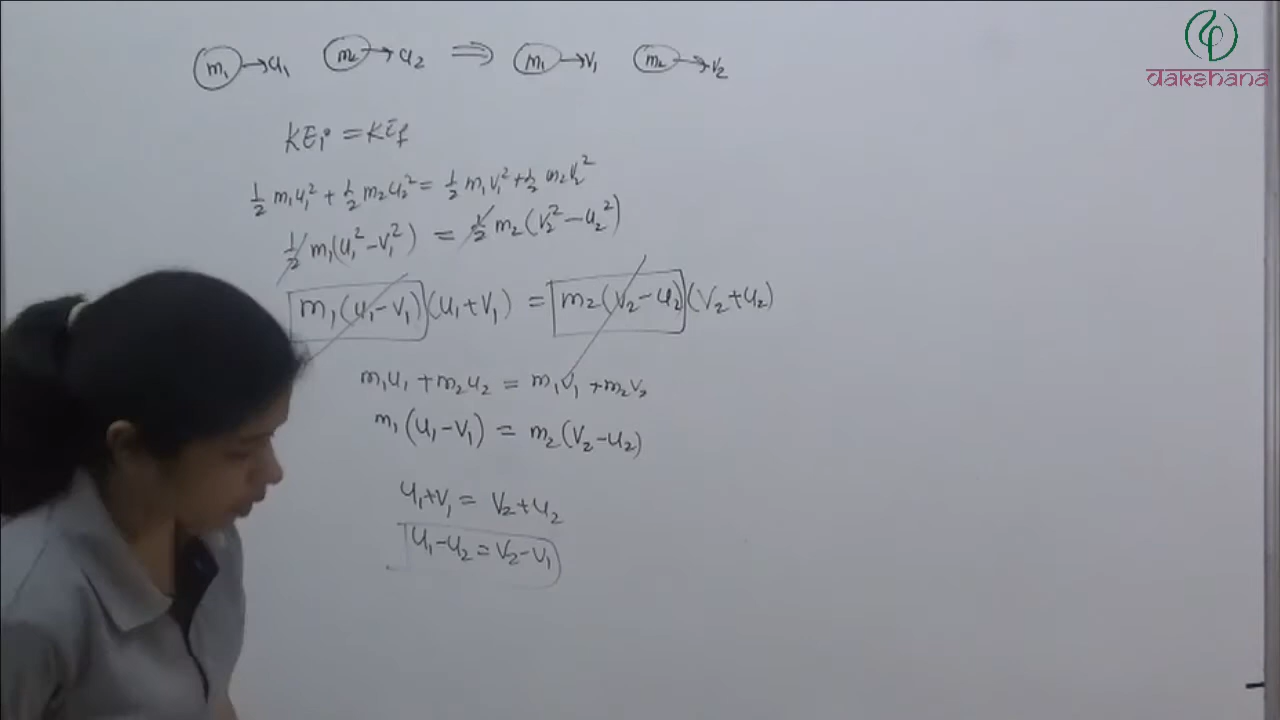 m₁ → u₁ m₂ → u₂ ⇒ m₁ → v₁ m₂ → v₂
dakshana
KEᵢ = KE_f
½ m₁u₁² + ½ m₂u₂² = ½ m₁v₁² + ½ m₂v₂²
½ m₁(u₁² − v₁²) = ½ m₂(v₂² − u₂²)
m₁(u₁ − v₁)(u₁ + v₁) = m₂(v₂ − u₂)(v₂ + u₂)
m₁u₁ + m₂u₂ = m₁v₁ + m₂v₂
m₁(u₁ − v₁) = m₂(v₂ − u₂)
u₁ + v₁ = v₂ + u₂
u₁ − u₂ = v₂ − v₁